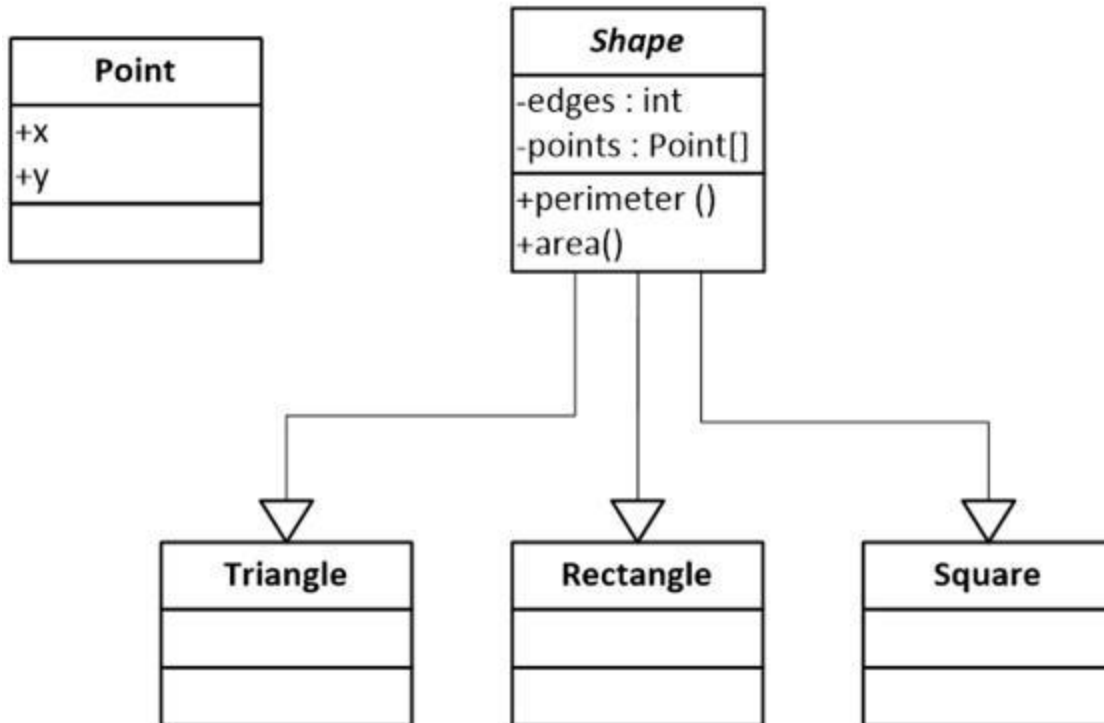 Point
+x
+y
Shape
-edges : int
-points : Point[]
+perimeter ()
+area()
Triangle
Rectangle
Square